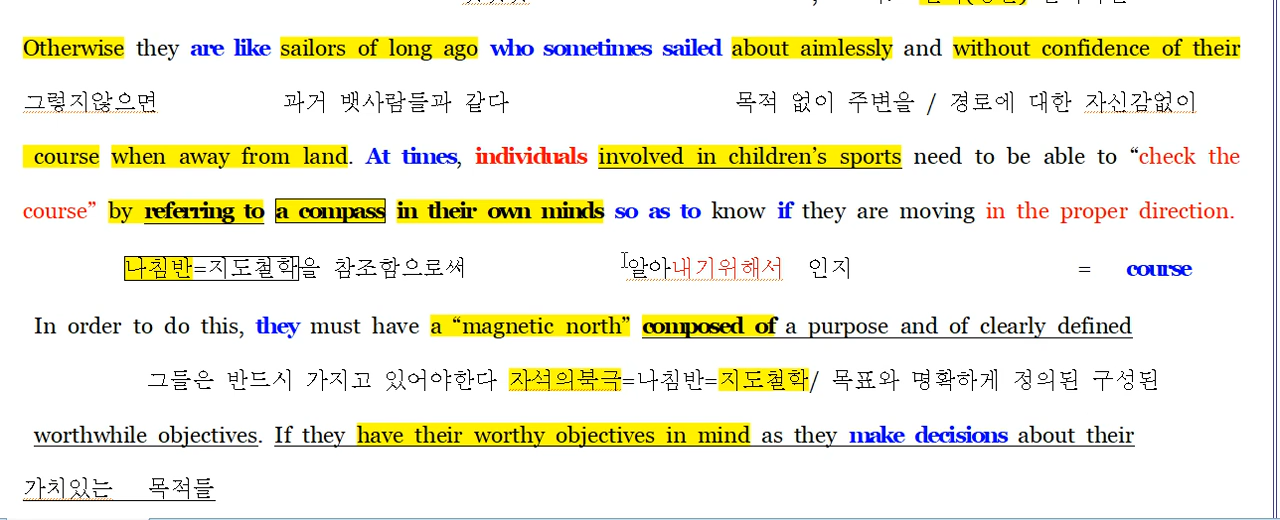 Otherwise they are like sailors of long ago who sometimes sailed about aimlessly and without confidence of their
그렇지않으면 과거 뱃사람들과 같다 목적 없이 주변을 / 경로에 대한 자신감없이
course when away from land. At times, individuals involved in children's sports need to be able to “check the
course” by referring to a compass in their own minds so as to know if they are moving in the proper direction.
나침반=지도철학을 참조함으로써 알아내기위해서 인지 = course
In order to do this, they must have a “magnetic north” composed of a purpose and of clearly defined
그들은 반드시 가지고 있어야한다 자석의북극=나침반=지도철학/ 목표와 명확하게 정의된 구성된
worthwhile objectives. If they have their worthy objectives in mind as they make decisions about their
가치있는 목적들